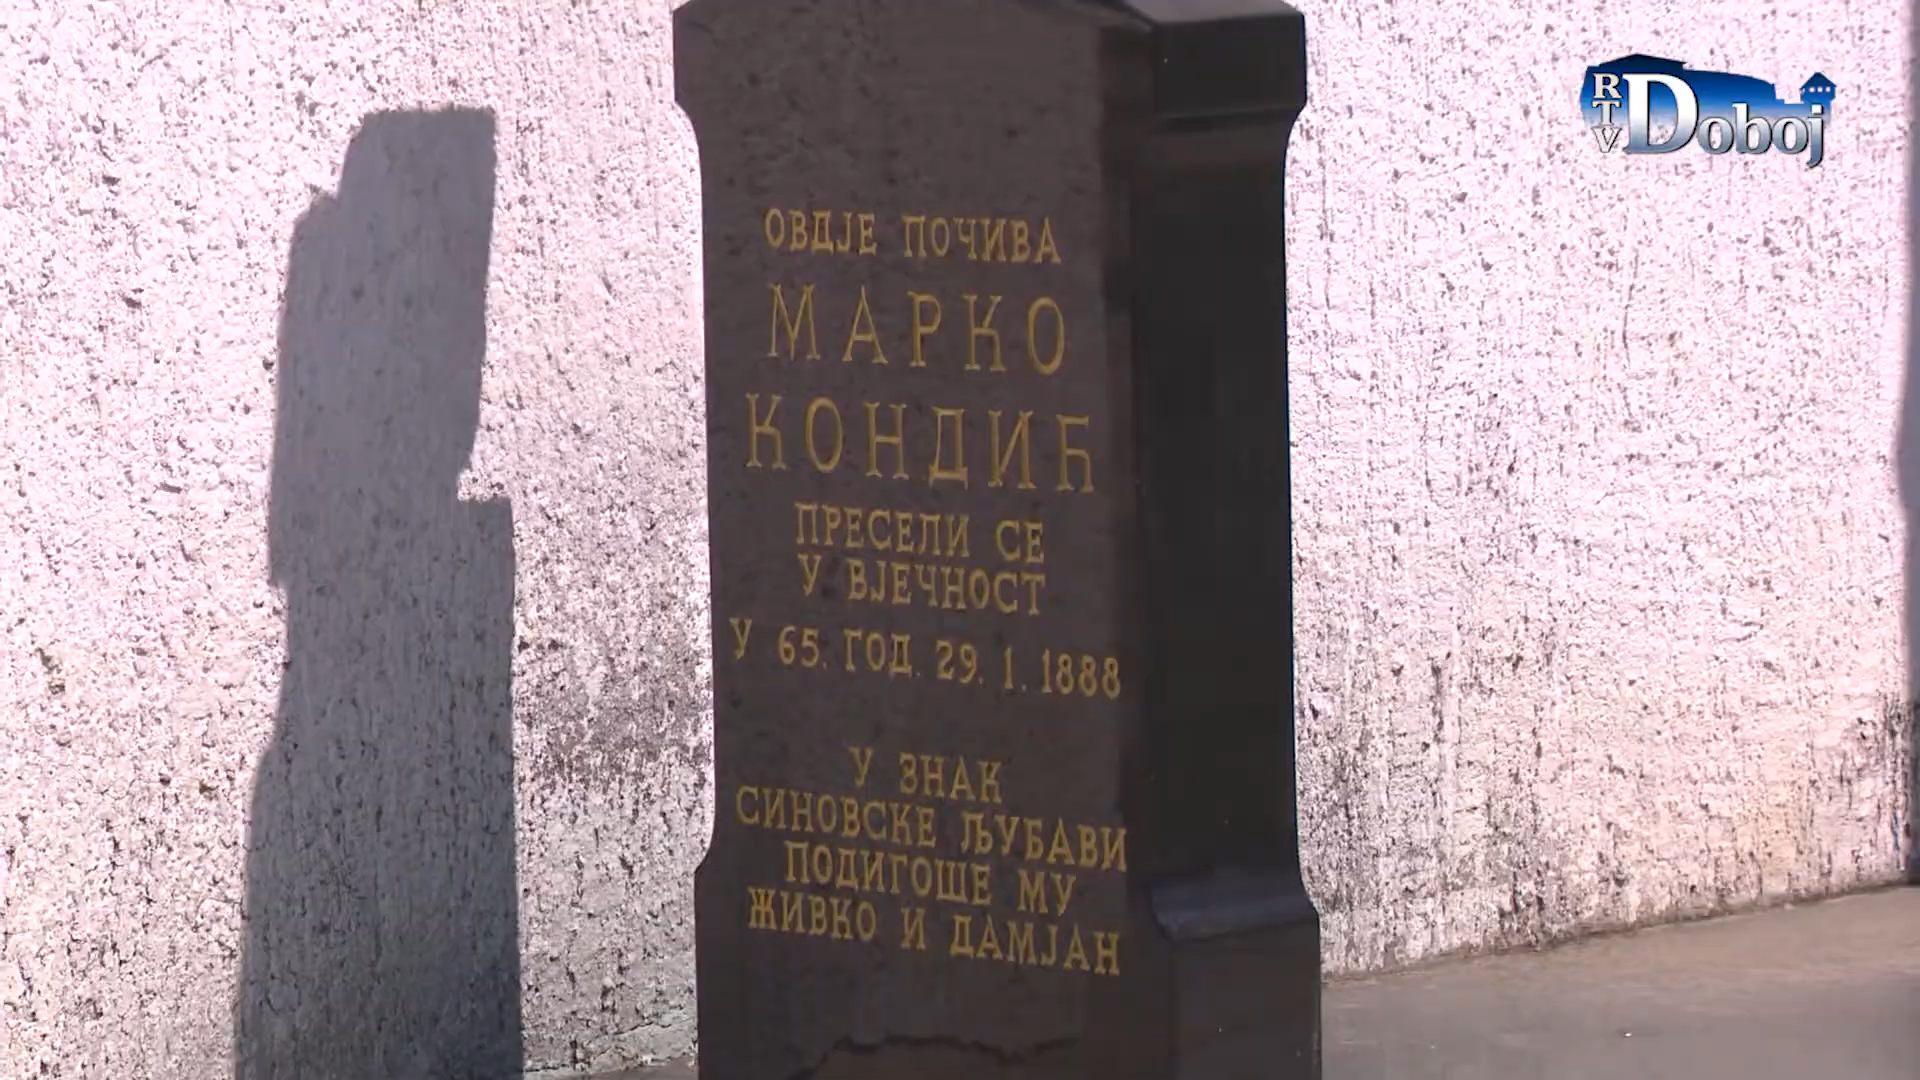 RTV Doboj
ОВДЈЕ ПОЧИВА
МАРКО
КОНДИЋ
ПРЕСЕЛИ СЕ
У ВЈЕЧНОСТ
У 65. ГОД. 29. 1. 1888
У ЗНАК
СИНОВСКЕ ЉУБАВИ
ПОДИГОШЕ МУ
ЖИВКО И ДАМЈАН